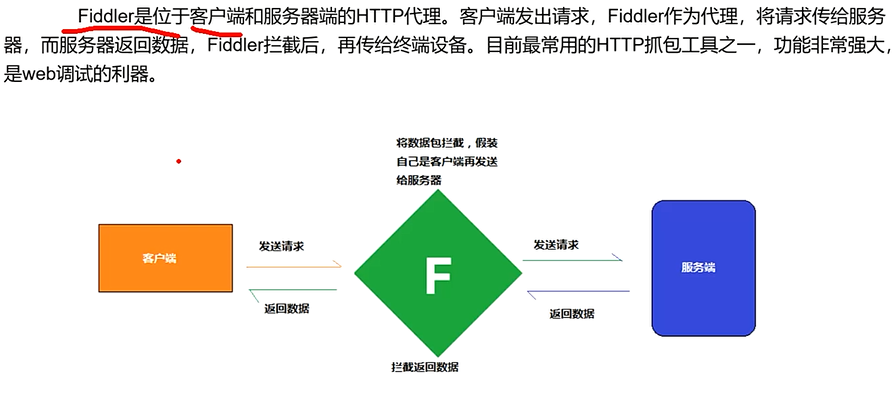 Fiddler是位于客户端和服务器端的HTTP代理。客户端发出请求，Fiddler作为代理，将请求传给服务
器，而服务器返回数据，Fiddler拦截后，再传给终端设备。目前最常用的HTTP抓包工具之一，功能非常强大，
是web调试的利器。
将数据包拦截，假装
自己是客户端再发送
给服务器
客户端
发送请求
返回数据
F
发送请求
返回数据
服务端
拦截返回数据